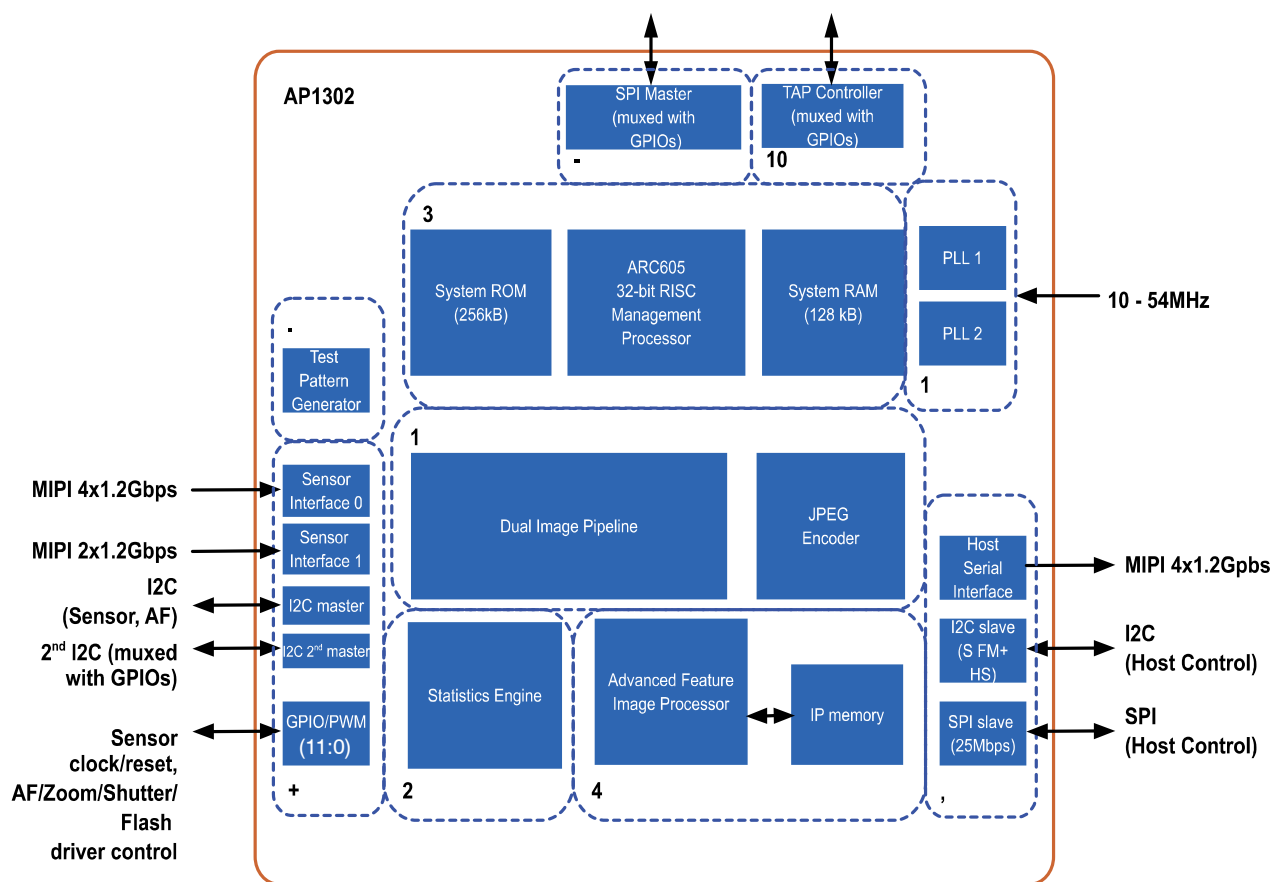 AP1302
SPI Master
(muxed with
GPIOs)
-
TAP Controller
(muxed with
GPIOs)
10
3
System ROM
(256kB)
ARC605
32-bit RISC
Management
Processor
System RAM
(128 kB)
PLL 1
PLL 2
1
10 - 54MHz
-
Test
Pattern
Generator
1
Dual Image Pipeline
JPEG
Encoder
MIPI 4x1.2Gbps
Sensor
Interface 0
MIPI 2x1.2Gbps
Sensor
Interface 1
I2C
(Sensor, AF)
I2C master
2nd I2C (muxed
with GPIOs)
I2C 2nd master
Sensor
clock/reset,
AF/Zoom/Shutter/
Flash
driver control
GPIO/PWM
(11:0)
+
Statistics Engine
2
Advanced Feature
Image Processor
IP memory
4
Host
Serial
Interface
MIPI 4x1.2Gpbs
I2C slave
(S FM+
HS)
I2C
(Host Control)
SPI slave
(25Mbps)
SPI
(Host Control)
,